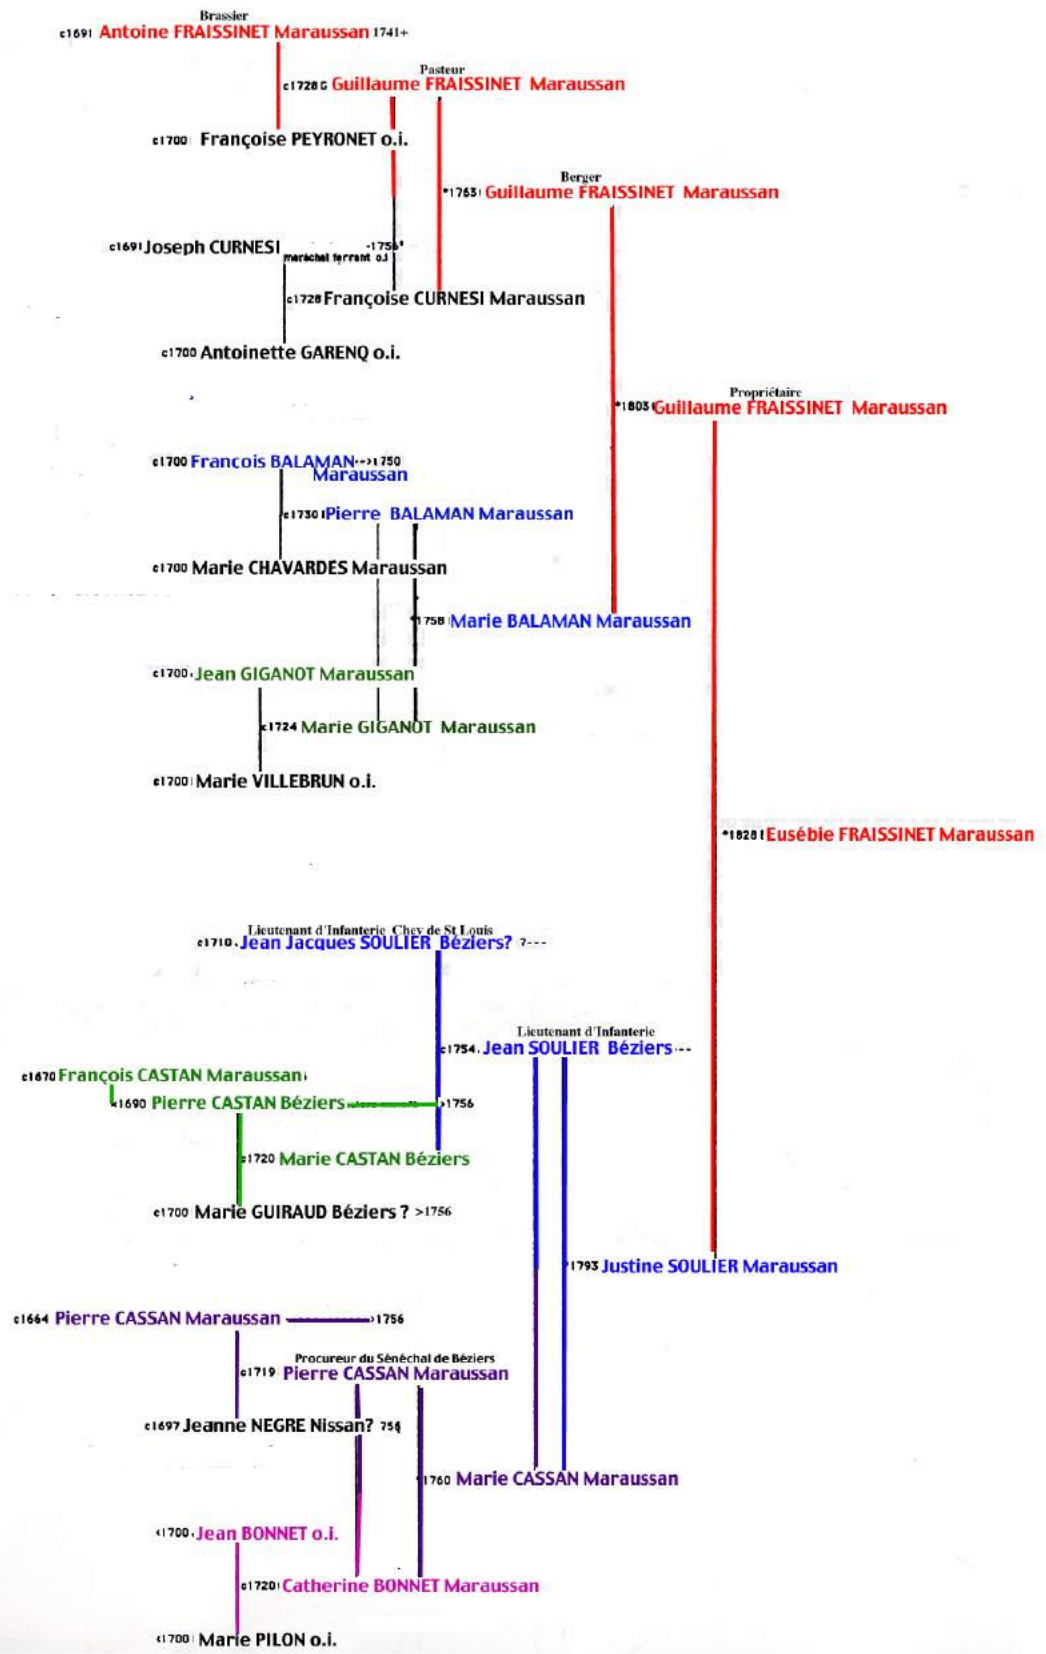 Brassier
c1691 Antoine FRAISSINET Maraussan 1741+
Pasteur
c1728 G Guillaume FRAISSINET Maraussan
c1700 Françoise PEYRONET o.i.
Berger
*1763 Guillaume FRAISSINET Maraussan
c1691 Joseph CURNESI -1756*
maréchal ferrant o.i
c1728 Françoise CURNESI Maraussan
c1700 Antoinette GARENQ o.i.
Propriétaire
*1803 Guillaume FRAISSINET Maraussan
c1700 Francois BALAMAN-->1750
Maraussan
c1730 Pierre BALAMAN Maraussan
c1700 Marie CHAVARDES Maraussan
1758 Marie BALAMAN Maraussan
c1700 Jean GIGANOT Maraussan
c1724 Marie GIGANOT Maraussan
c1700 Marie VILLEBRUN o.i.
*1828 Eusébie FRAISSINET Maraussan
Lieutenant d'Infanterie Chev de St Louis
c1710. Jean Jacques SOULIER Béziers? ?---
Lieutenant d'Infanterie
c1754. Jean SOULIER Béziers ---
c1670 François CASTAN Maraussan
<1690 Pierre CASTAN Béziers >1756
c1720 Marie CASTAN Béziers
c1700 Marie GUIRAUD Béziers ? >1756
1793 Justine SOULIER Maraussan
c1664 Pierre CASSAN Maraussan >1756
Procureur du Sénéchal de Béziers
c1719 Pierre CASSAN Maraussan
c1697 Jeanne NEGRE Nissan? 756
1760 Marie CASSAN Maraussan
<1700. Jean BONNET o.i.
c1720 Catherine BONNET Maraussan
<1700 Marie PILON o.i.